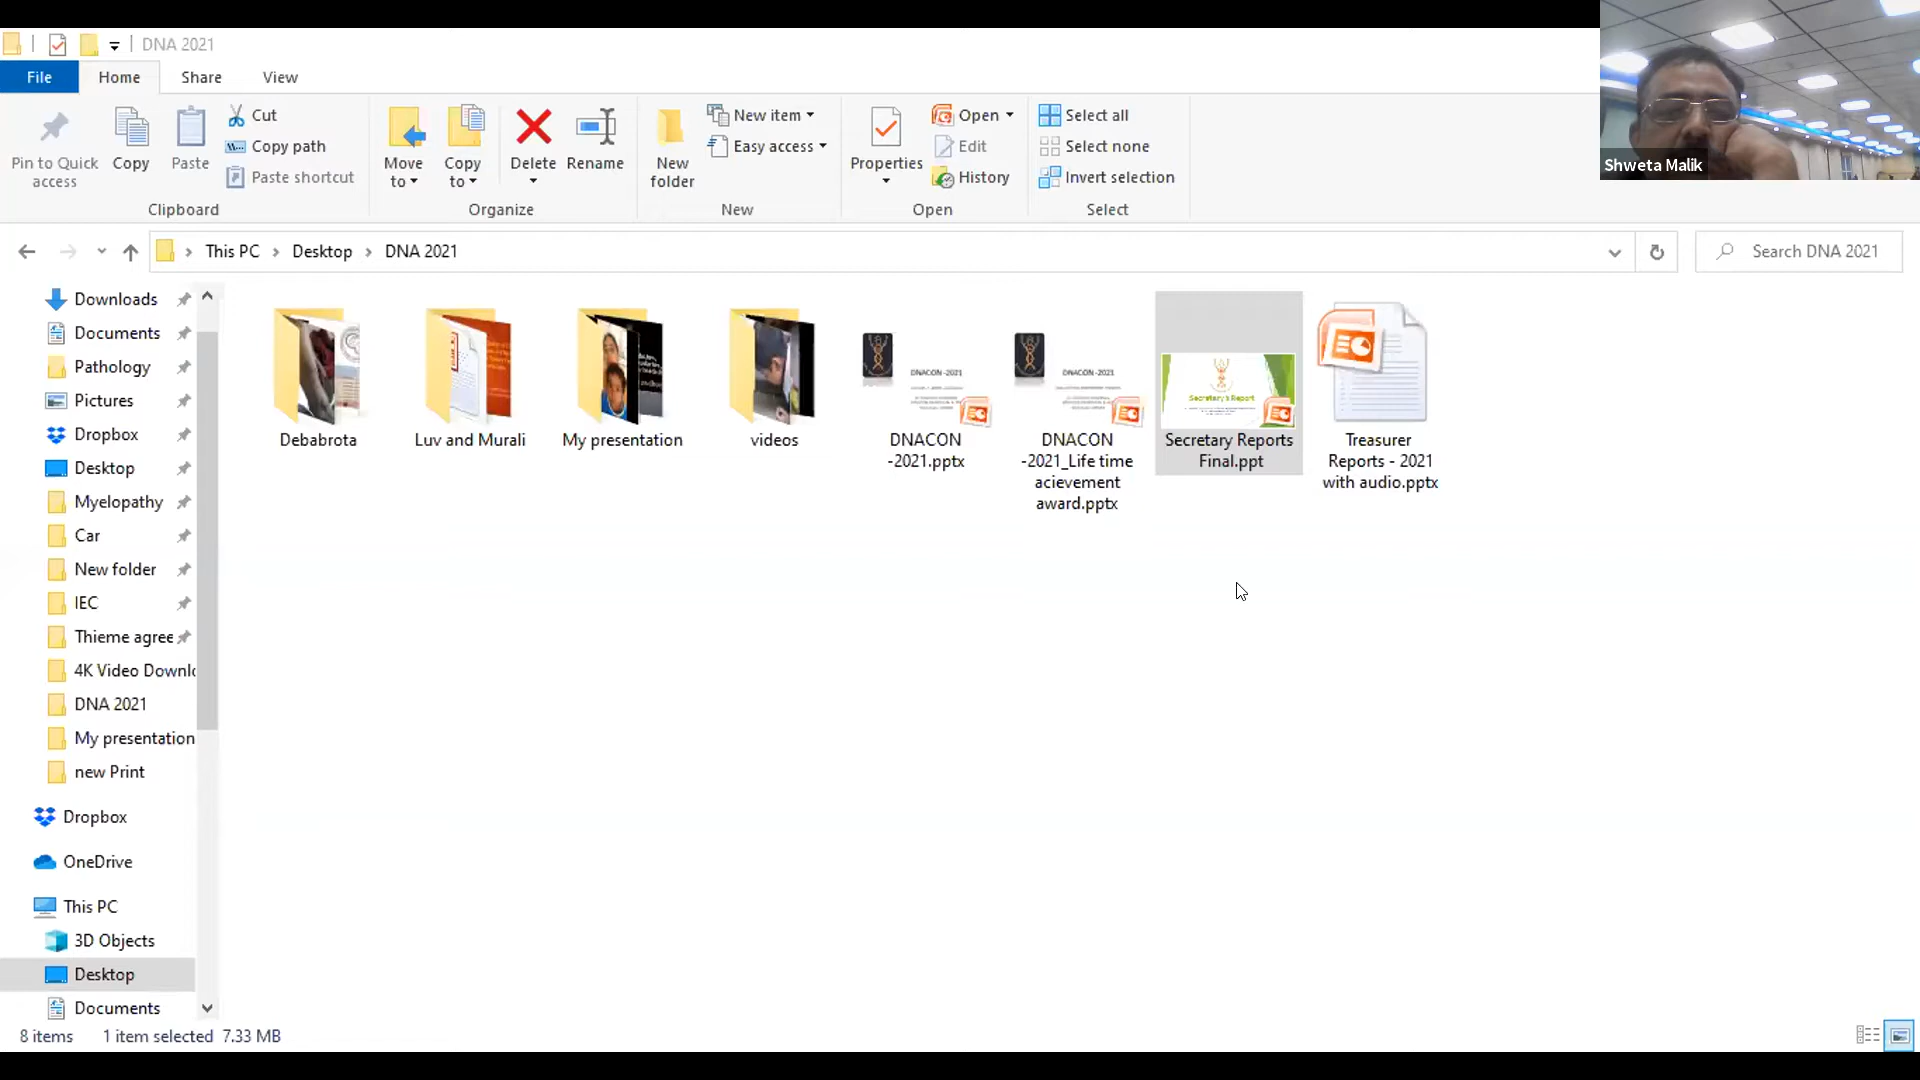 DNA 2021
File
Home
Share
View
Pin to Quick
access
Copy
Paste
Cut
Copy path
Paste shortcut
Clipboard
Move
to
Copy
to
Delete
Rename
Organize
New
folder
New item
Easy access
New
Properties
Open
Edit
History
Open
Select all
Select none
Invert selection
Select
Shweta Malik
This PC
Desktop
DNA 2021
Search DNA 2021
Downloads
Documents
Pathology
Pictures
Dropbox
Desktop
Myelopathy
Car
New folder
IEC
Thieme agree
4K Video Downlo
DNA 2021
My presentation
new Print
Dropbox
OneDrive
This PC
3D Objects
Desktop
Documents
Debabrota
Luv and Murali
My presentation
videos
DNACON -2021
DNACON
-2021.pptx
DNACON -2021
DNACON
-2021_Life time
acievement
award.pptx
Secretary's Report
Secretary Reports
Final.ppt
Treasurer
Reports - 2021
with audio.pptx
8 items
1 item selected
7.33 MB